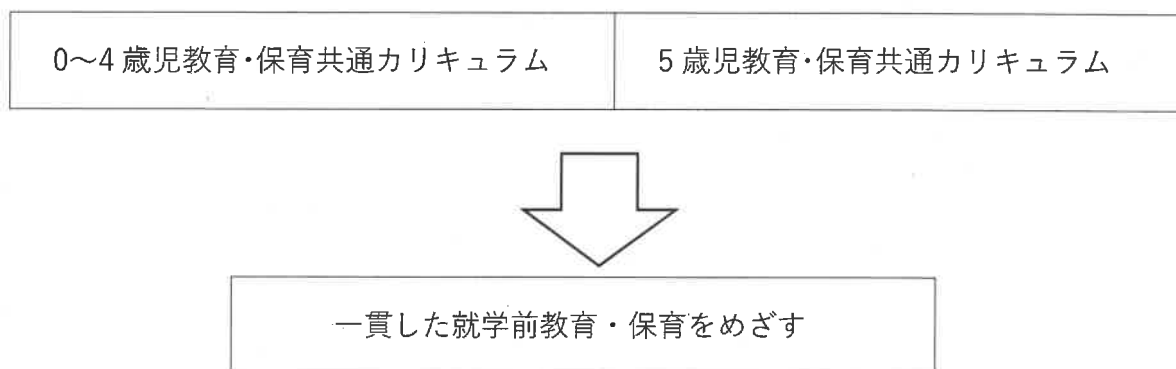 0～4歳児教育・保育共通カリキュラム
5歳児教育・保育共通カリキュラム
一貫した就学前教育・保育をめざす